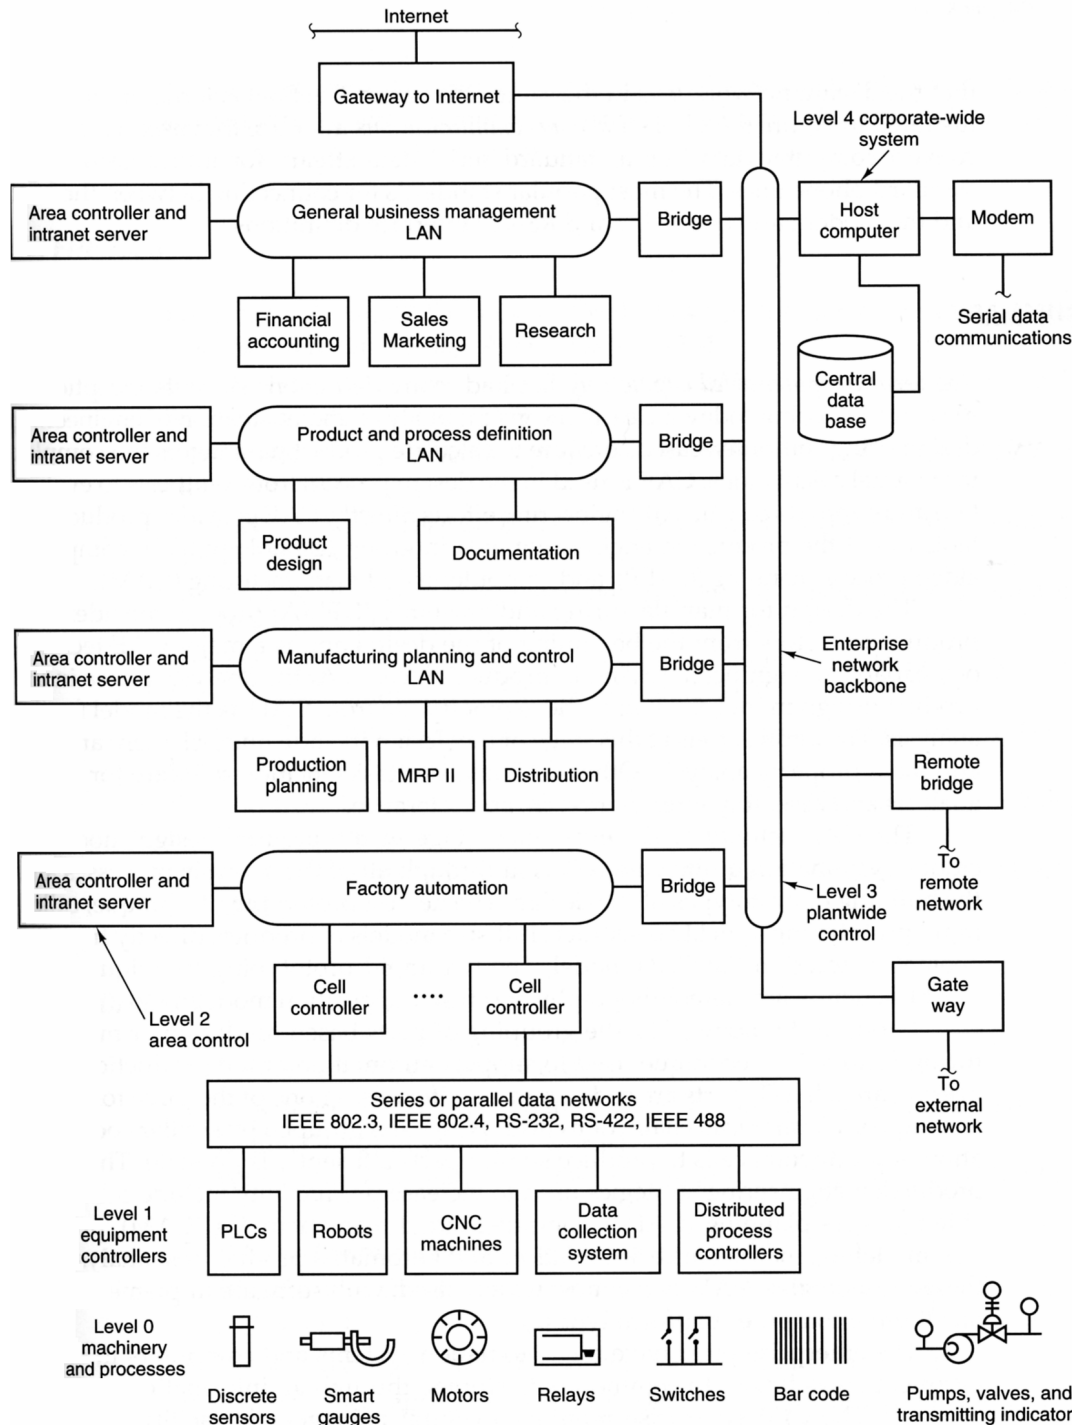 Internet
Gateway to Internet
Level 4 corporate-wide
system
Area controller and
intranet server
General business management
LAN
Bridge
Host
computer
Modem
Financial
accounting
Sales
Marketing
Research
Serial data
communications
Central
data
base
Area controller and
intranet server
Product and process definition
LAN
Bridge
Product
design
Documentation
Area controller and
intranet server
Manufacturing planning and control
LAN
Bridge
Enterprise
network
backbone
Production
planning
MRP II
Distribution
Remote
bridge
To
remote
network
Area controller and
intranet server
Factory automation
Bridge
Level 3
plantwide
control
Cell
controller
....
Cell
controller
Gate
way
Level 2
area control
To
external
network
Series or parallel data networks
IEEE 802.3, IEEE 802.4, RS-232, RS-422, IEEE 488
Level 1
equipment
controllers
PLCs
Robots
CNC
machines
Data
collection
system
Distributed
process
controllers
Level 0
machinery
and processes
Discrete
sensors
Smart
gauges
Motors
Relays
Switches
Bar code
Pumps, valves, and
transmitting indicator